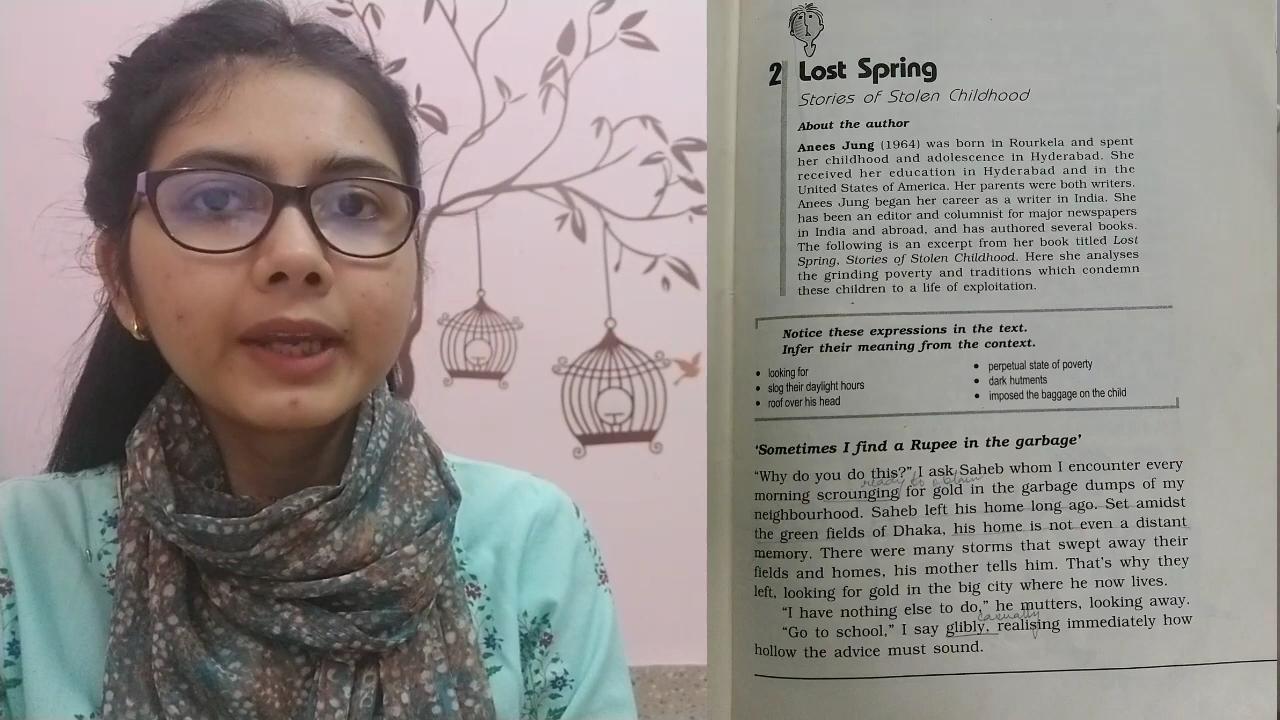 2 Lost Spring
Stories of Stolen Childhood
About the author
Anees Jung (1964) was born in Rourkela and spent
her childhood and adolescence in Hyderabad. She
received her education in Hyderabad and in the
United States of America. Her parents were both writers.
Anees Jung began her career as a writer in India. She
has been an editor and columnist for major newspapers
in India and abroad, and has authored several books.
The following is an excerpt from her book titled Lost
Spring, Stories of Stolen Childhood. Here she analyses
the grinding poverty and traditions which condemn
these children to a life of exploitation.
Notice these expressions in the text.
Infer their meaning from the context.
• looking for
• slog their daylight hours
• roof over his head
• perpetual state of poverty
• dark hutments
• imposed the baggage on the child
‘Sometimes I find a Rupee in the garbage’
“Why do you do this?” I ask Saheb whom I encounter every
ready to obtain
morning scrounging for gold in the garbage dumps of my
neighbourhood. Saheb left his home long ago. Set amidst
the green fields of Dhaka, his home is not even a distant
memory. There were many storms that swept away their
fields and homes, his mother tells him. That’s why they
left, looking for gold in the big city where he now lives.
“I have nothing else to do,” he mutters, looking away.
casually
“Go to school,” I say glibly, realising immediately how
hollow the advice must sound.